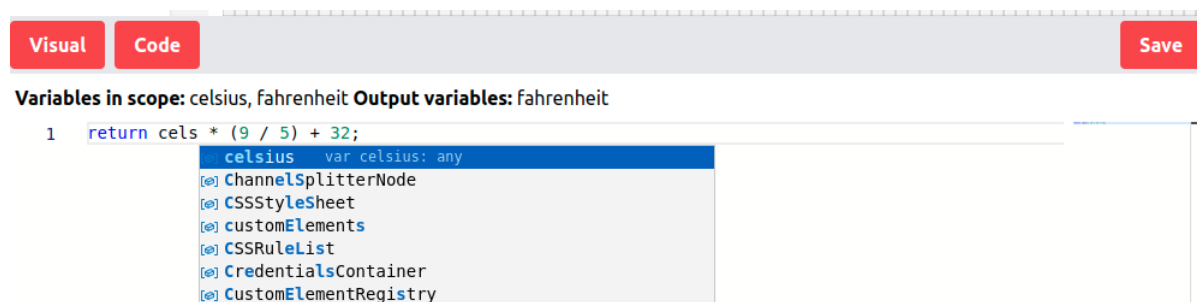 Visual Code Save
Variables in scope: celsius, fahrenheit Output variables: fahrenheit
1 return cels * (9 / 5) + 32;
celsius var celsius: any
ChannelSplitterNode
CSSStyleSheet
customElements
CSSRuleList
CredentialsContainer
CustomElementRegistry